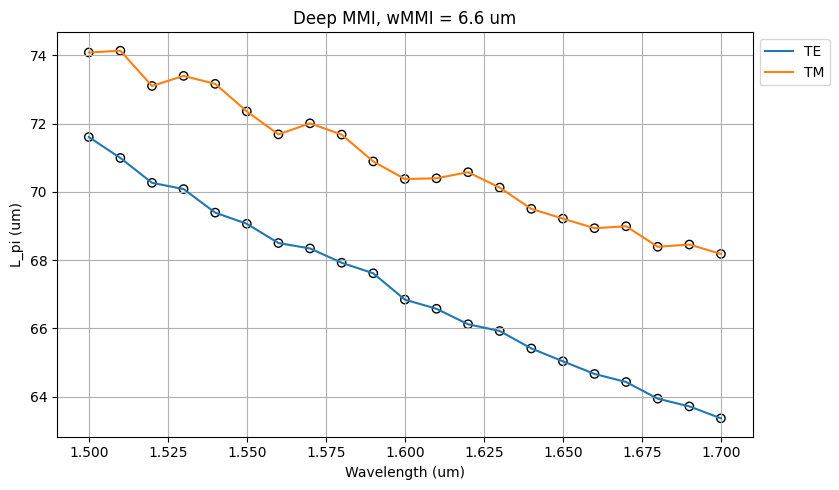 Deep MMI, wMMI = 6.6 um
TE
TM
L_pi (um)
74
72
70
68
66
64
1.500 1.525 1.550 1.575 1.600 1.625 1.650 1.675 1.700
Wavelength (um)